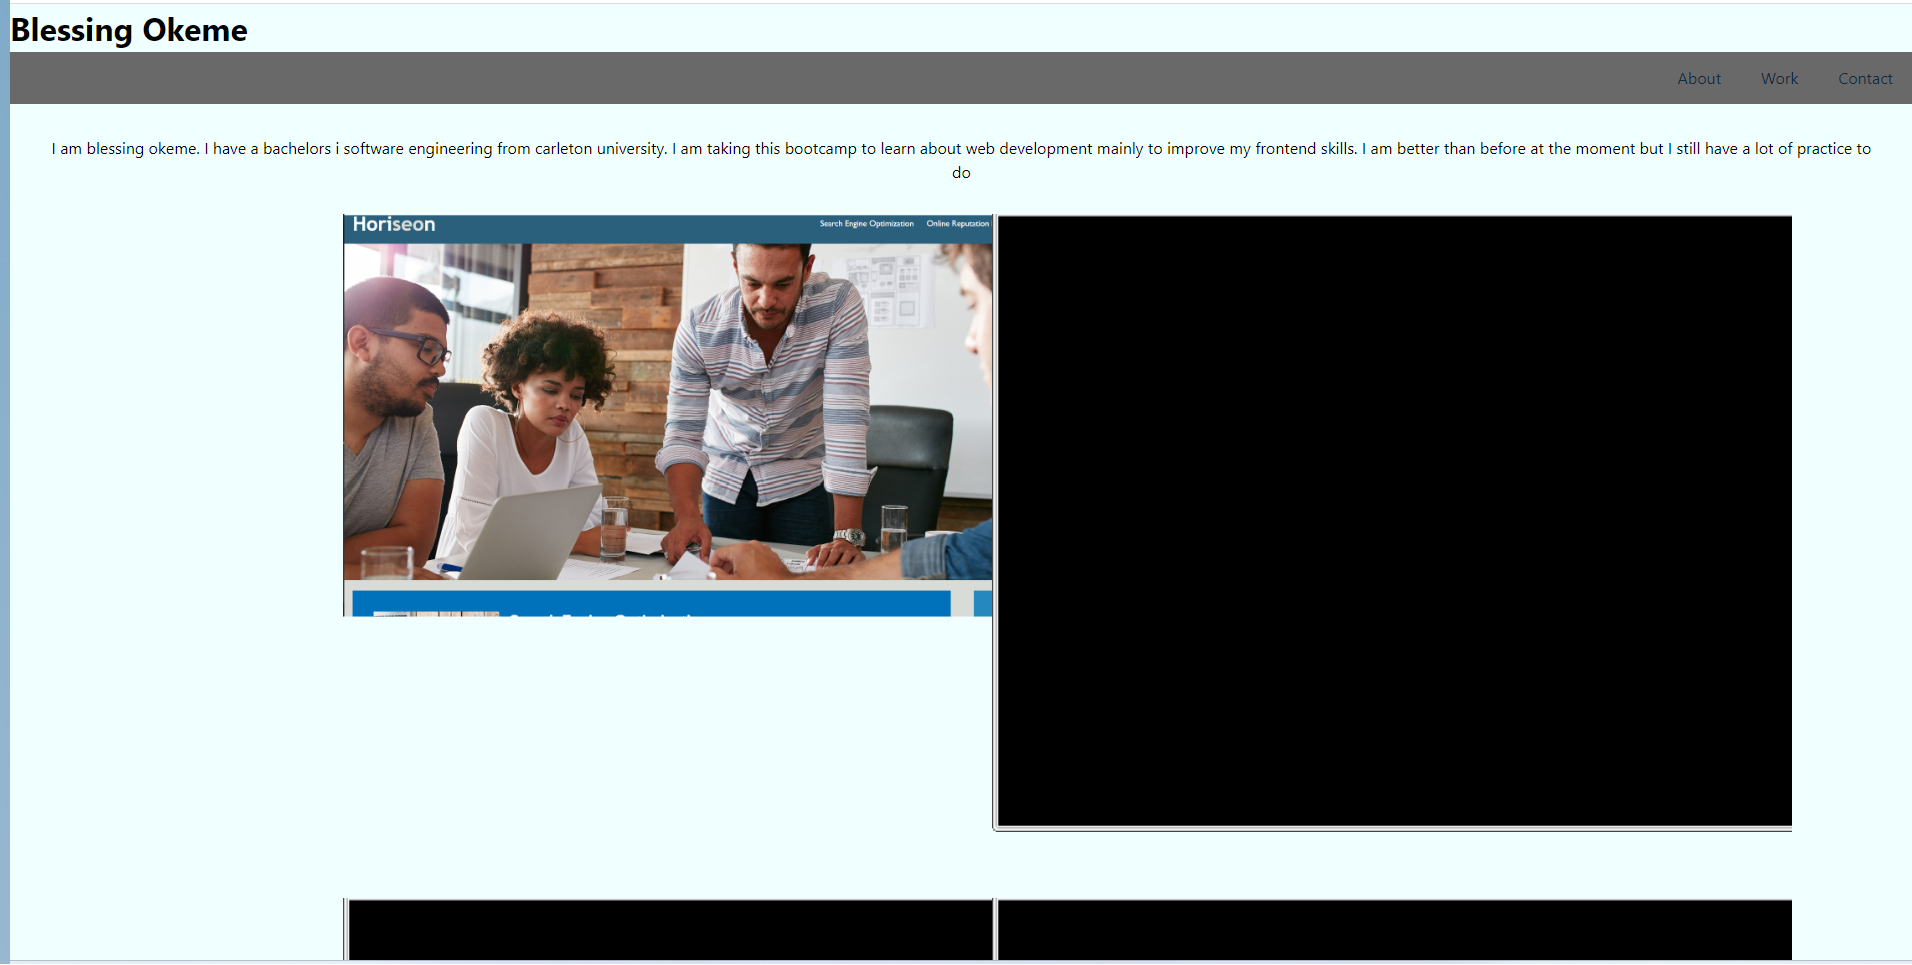 Blessing Okeme
About Work Contact
I am blessing okeme. I have a bachelors i software engineering from carleton university. I am taking this bootcamp to learn about web development mainly to improve my frontend skills. I am better than before at the moment but I still have a lot of practice to
do
Horiseon Search Engine Optimization Online Reputation